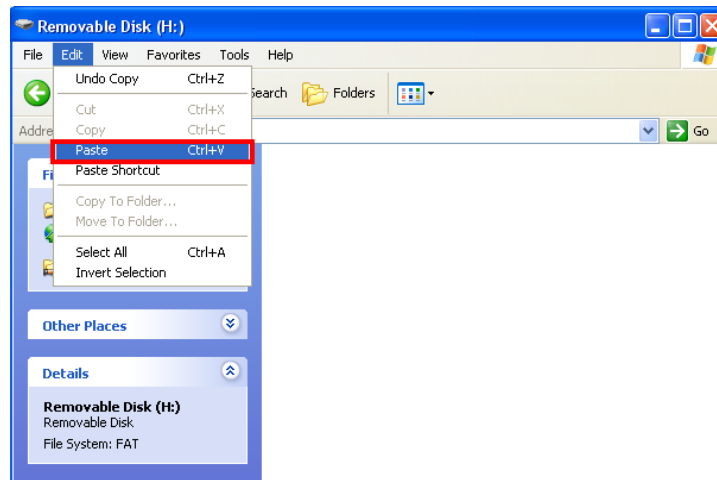 Removable Disk (H:)
File Edit View Favorites Tools Help
Undo Copy Ctrl+Z
Search Folders
Cut Ctrl+X
Copy Ctrl+C
Go
Paste Ctrl+V
Paste Shortcut
Copy To Folder...
Move To Folder...
Select All Ctrl+A
Invert Selection
Other Places
Details
Removable Disk (H:)
Removable Disk
File System: FAT